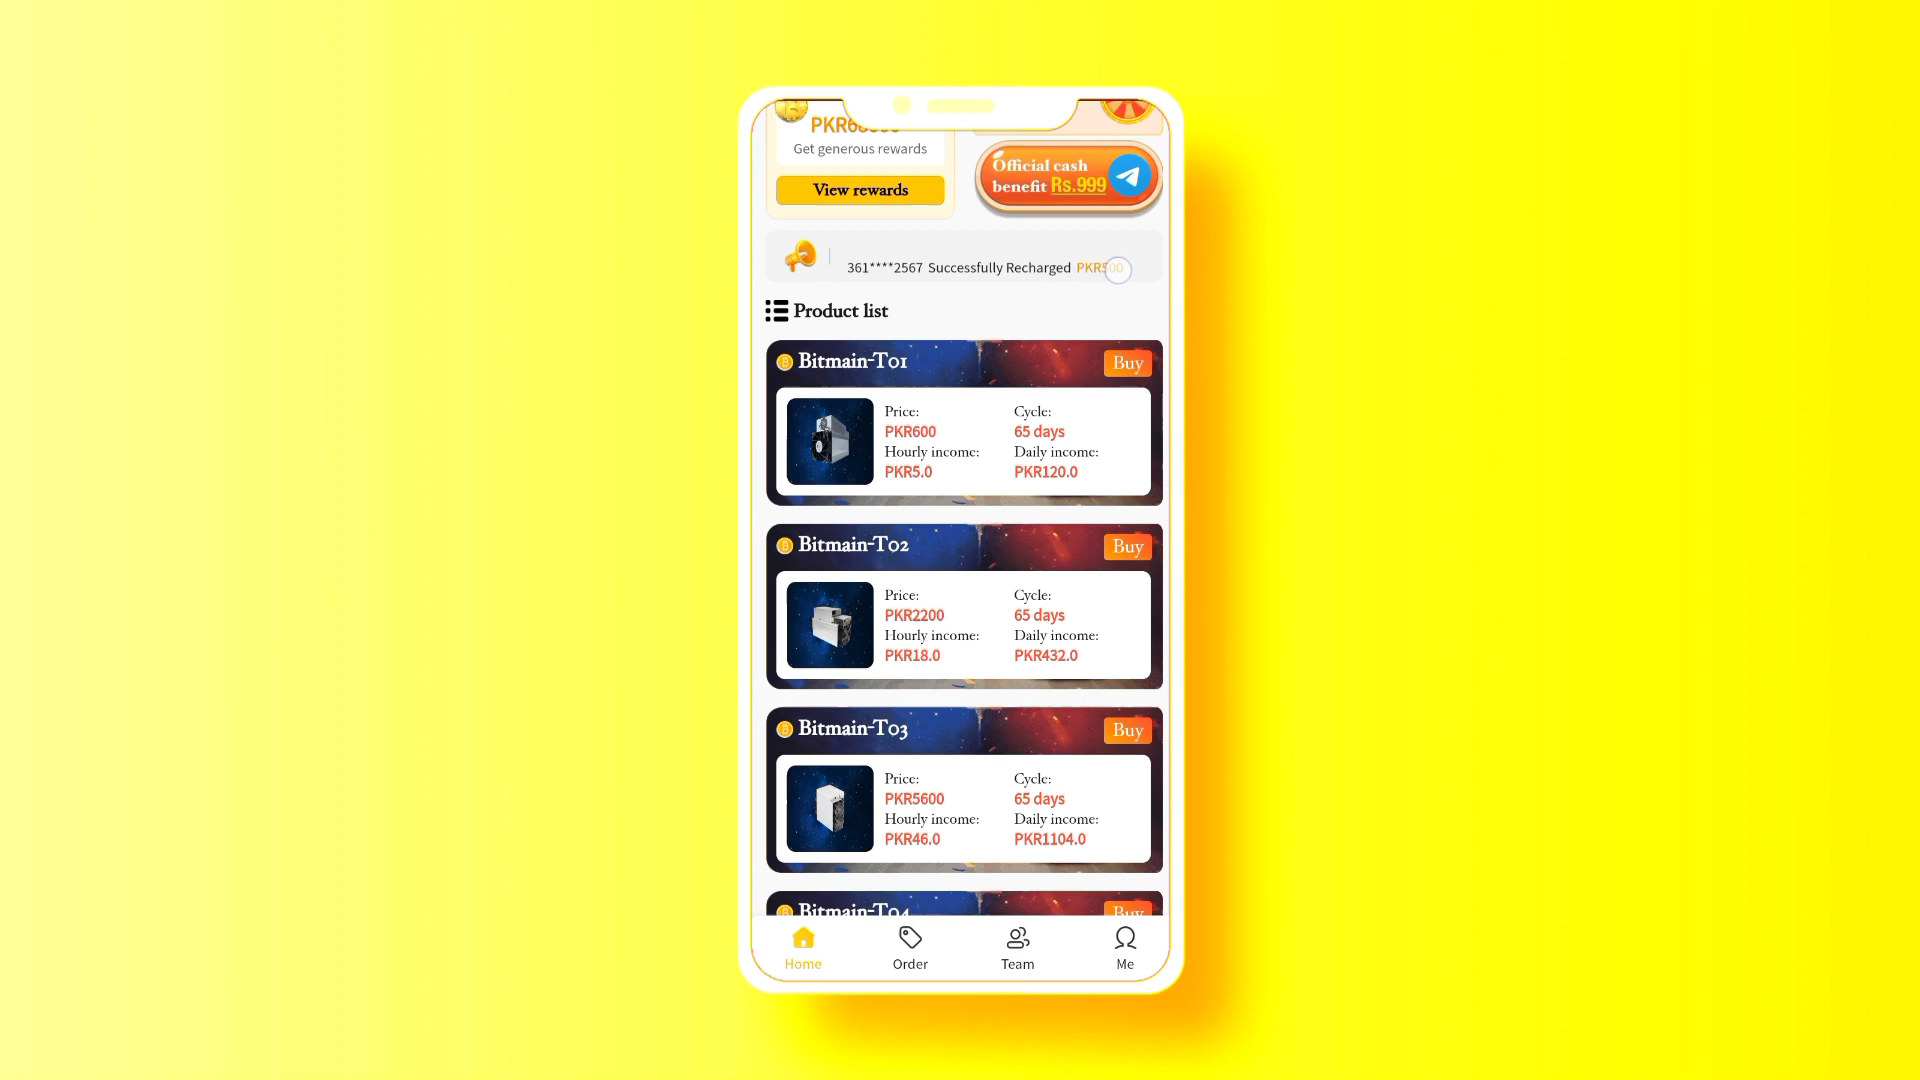 Get generous rewards
View rewards
Official cash
benefit Rs.999
361****2567 Successfully Recharged PKR500
Product list
Bitmain-T01
Buy
Price:
Cycle:
PKR600
65 days
Hourly income:
Daily income:
PKR5.0
PKR120.0
Bitmain-T02
Buy
Price:
Cycle:
PKR2200
65 days
Hourly income:
Daily income:
PKR18.0
PKR432.0
Bitmain-T03
Buy
Price:
Cycle:
PKR5600
65 days
Hourly income:
Daily income:
PKR46.0
PKR1104.0
Bitmain-T04
Buy
Home
Order
Team
Me